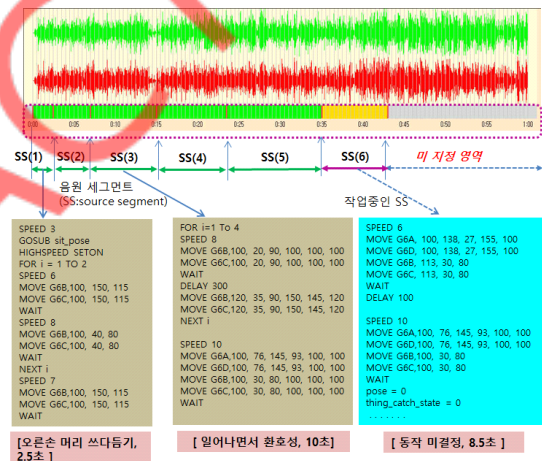 0:00 0:05 0:10 0:15 0:20 0:25 0:30 0:35 0:40 0:45 0:50 0:55 1:00
SS(1) SS(2) SS(3) SS(4) SS(5) SS(6) 미 지정 영역
음원 세그먼트
(SS:source segment)
작업중인 SS
SPEED 3
GOSUB sit_pose
HIGHSPEED SETON
FOR i = 1 TO 2
SPEED 6
MOVE G6B,100, 150, 115
MOVE G6C,100, 150, 115
WAIT
SPEED 8
MOVE G6B,100, 40, 80
MOVE G6C,100, 40, 80
WAIT
NEXT i
SPEED 7
MOVE G6B,100, 150, 115
MOVE G6C,100, 150, 115
WAIT
[오른손 머리 쓰다듬기,
2.5초 ]
FOR i=1 To 4
SPEED 8
MOVE G6B,100, 20, 90, 100, 100, 100
MOVE G6C,100, 20, 90, 100, 100, 100
WAIT
DELAY 300
MOVE G6B,120, 35, 90, 150, 145, 120
MOVE G6C,120, 35, 90, 150, 145, 120
NEXT i
SPEED 10
MOVE G6A,100, 76, 145, 93, 100, 100
MOVE G6D,100, 76, 145, 93, 100, 100
MOVE G6B,100, 30, 80, 100, 100, 100
MOVE G6C,100, 30, 80, 100, 100, 100
WAIT
[ 일어나면서 환호성, 10초]
SPEED 6
MOVE G6A, 100, 138, 27, 155, 100
MOVE G6D, 100, 138, 27, 155, 100
MOVE G6B, 113, 30, 80
MOVE G6C, 113, 30, 80
WAIT
DELAY 100
SPEED 10
MOVE G6A,100, 76, 145, 93, 100, 100
MOVE G6D,100, 76, 145, 93, 100, 100
MOVE G6B,100, 30, 80
MOVE G6C,100, 30, 80
WAIT
pose = 0
thing_catch_state = 0
. . . . . . .
[ 동작 미결정, 8.5초 ]